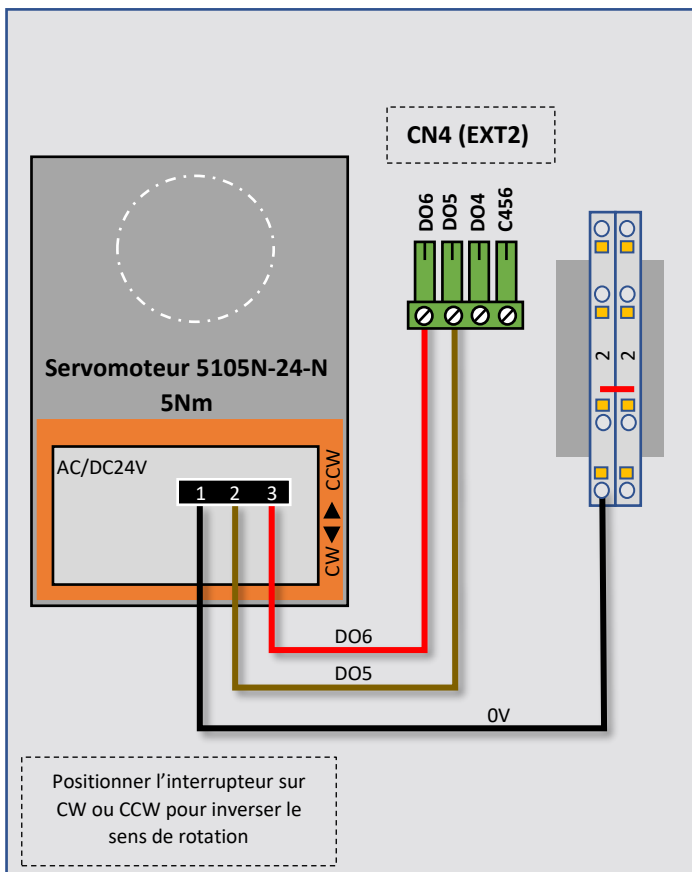 CN4 (EXT2)
DO6
DO5
DO4
C456
2
2
Servomoteur 5105N-24-N
5Nm
AC/DC24V
1 2 3
CW ◀▶ CCW
DO6
DO5
0V
Positionner l’interrupteur sur
CW ou CCW pour inverser le
sens de rotation